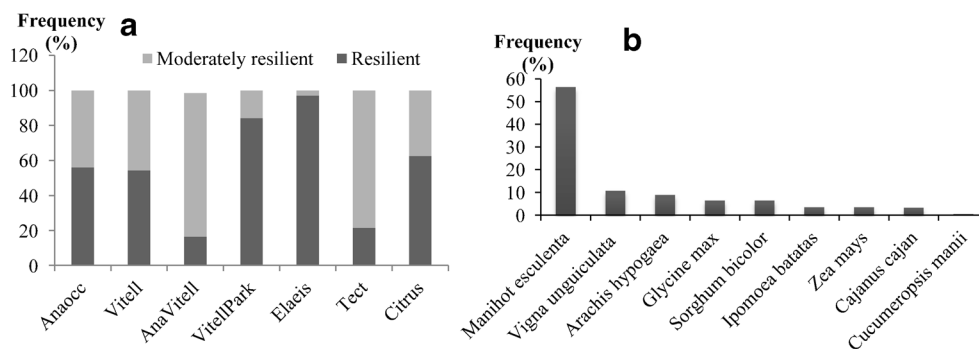 Frequency
(%)
a
120
100
80
60
40
20
0
Moderately resilient
Resilient
Anaocc
Vitell
AnaVitell
VitellPark
Elaeis
Tect
Citrus
Frequency
(%)
b
60
50
40
30
20
10
0
Manihot esculenta
Vigna unguiculata
Arachis hypogaea
Glycine max
Sorghum bicolor
Ipomoea batatas
Zea mays
Cajanus cajan
Cucumeropsis manii